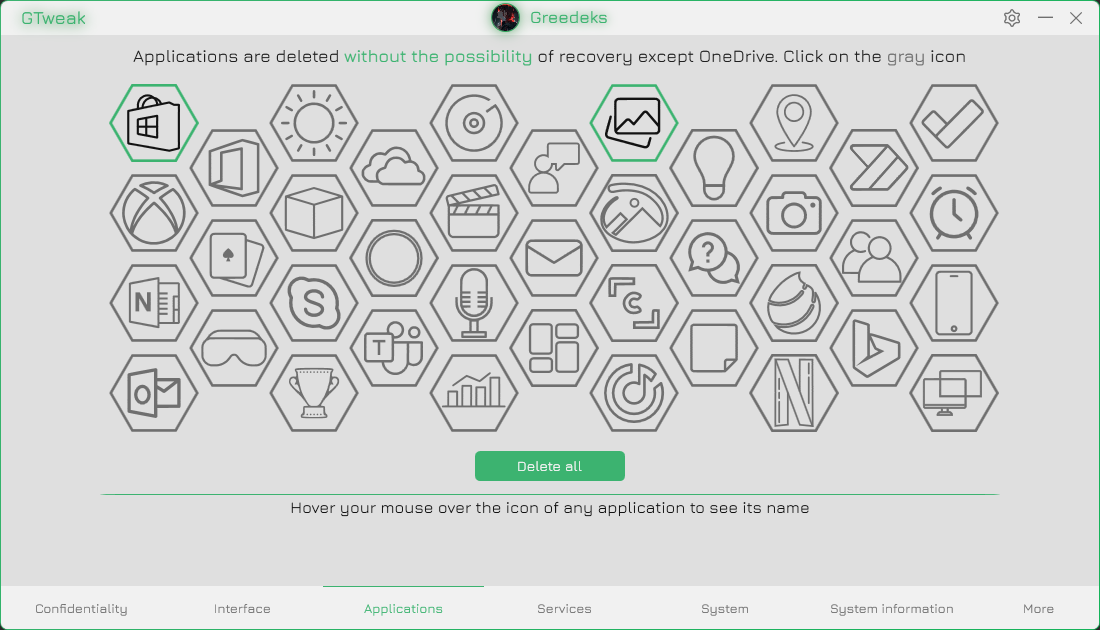 GTweak
Greedeks
Applications are deleted without the possibility of recovery except OneDrive. Click on the gray icon
?
N
S
T
C
O
N
Delete all
Hover your mouse over the icon of any application to see its name
Confidentiality Interface Applications Services System System information More